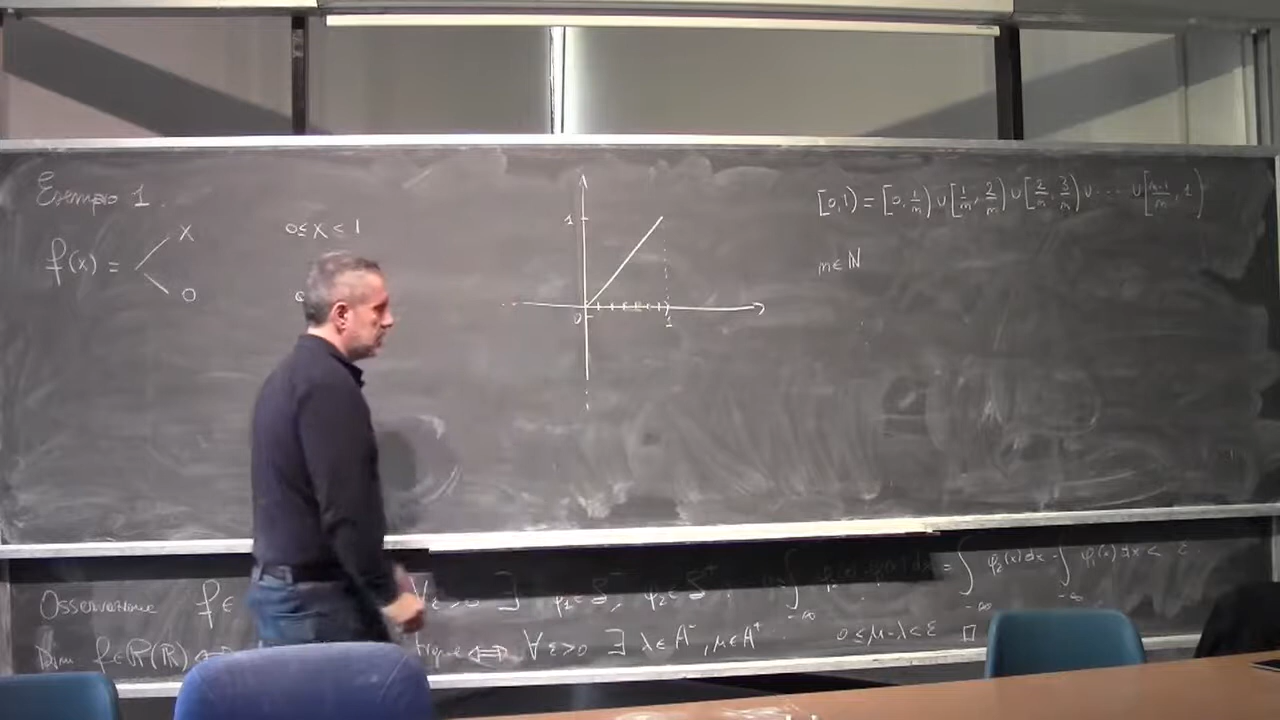 Esempio 1.
f(x) =
x 0≤x<1
0
1
0
1
[0,1) = [0,1/m) ∪ [1/m, 2/m) ∪ [2/m, 3/m) ∪ ..... ∪ [m-1/m, 1)
m∈ℕ
Osservazione f∈ ∀ε>0 ∃ φ₁∈S⁻, φ₂∈S⁺ : = ∫ φ₂(x)dx - ∫ φ₁(x)dx < ε.
-∞ -∞ -∞
Dim f∈R(ℝ) ⇔ ⇔ ∀ε>0 ∃ λ∈A⁻, μ∈A⁺ : 0≤μ-λ<ε □